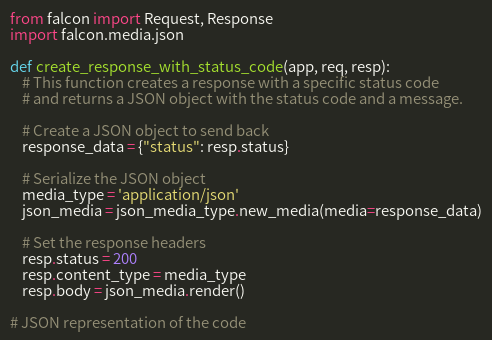 from falcon import Request, Response
import falcon.media.json

def create_response_with_status_code(app, req, resp):
    # This function creates a response with a specific status code
    # and returns a JSON object with the status code and a message.

    # Create a JSON object to send back
    response_data = {"status": resp.status}

    # Serialize the JSON object
    media_type = 'application/json'
    json_media = json_media_type.new_media(media=response_data)

    # Set the response headers
    resp.status = 200
    resp.content_type = media_type
    resp.body = json_media.render()

# JSON representation of the code